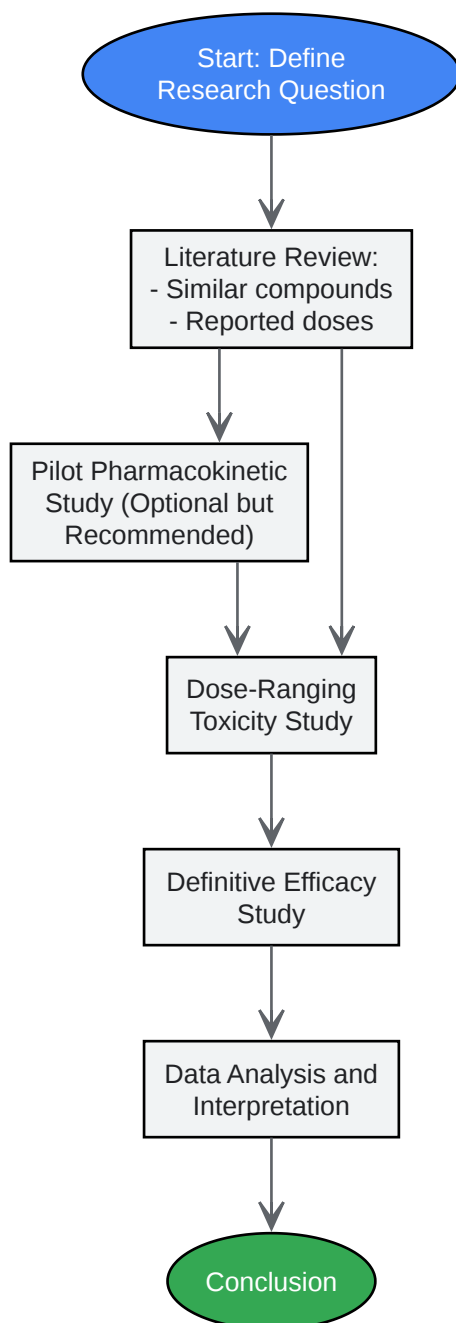 Start: Define
Research Question
Literature Review:
- Similar compounds
- Reported doses
Pilot Pharmacokinetic
Study (Optional but
Recommended)
Dose-Ranging
Toxicity Study
Definitive Efficacy
Study
Data Analysis and
Interpretation
Conclusion